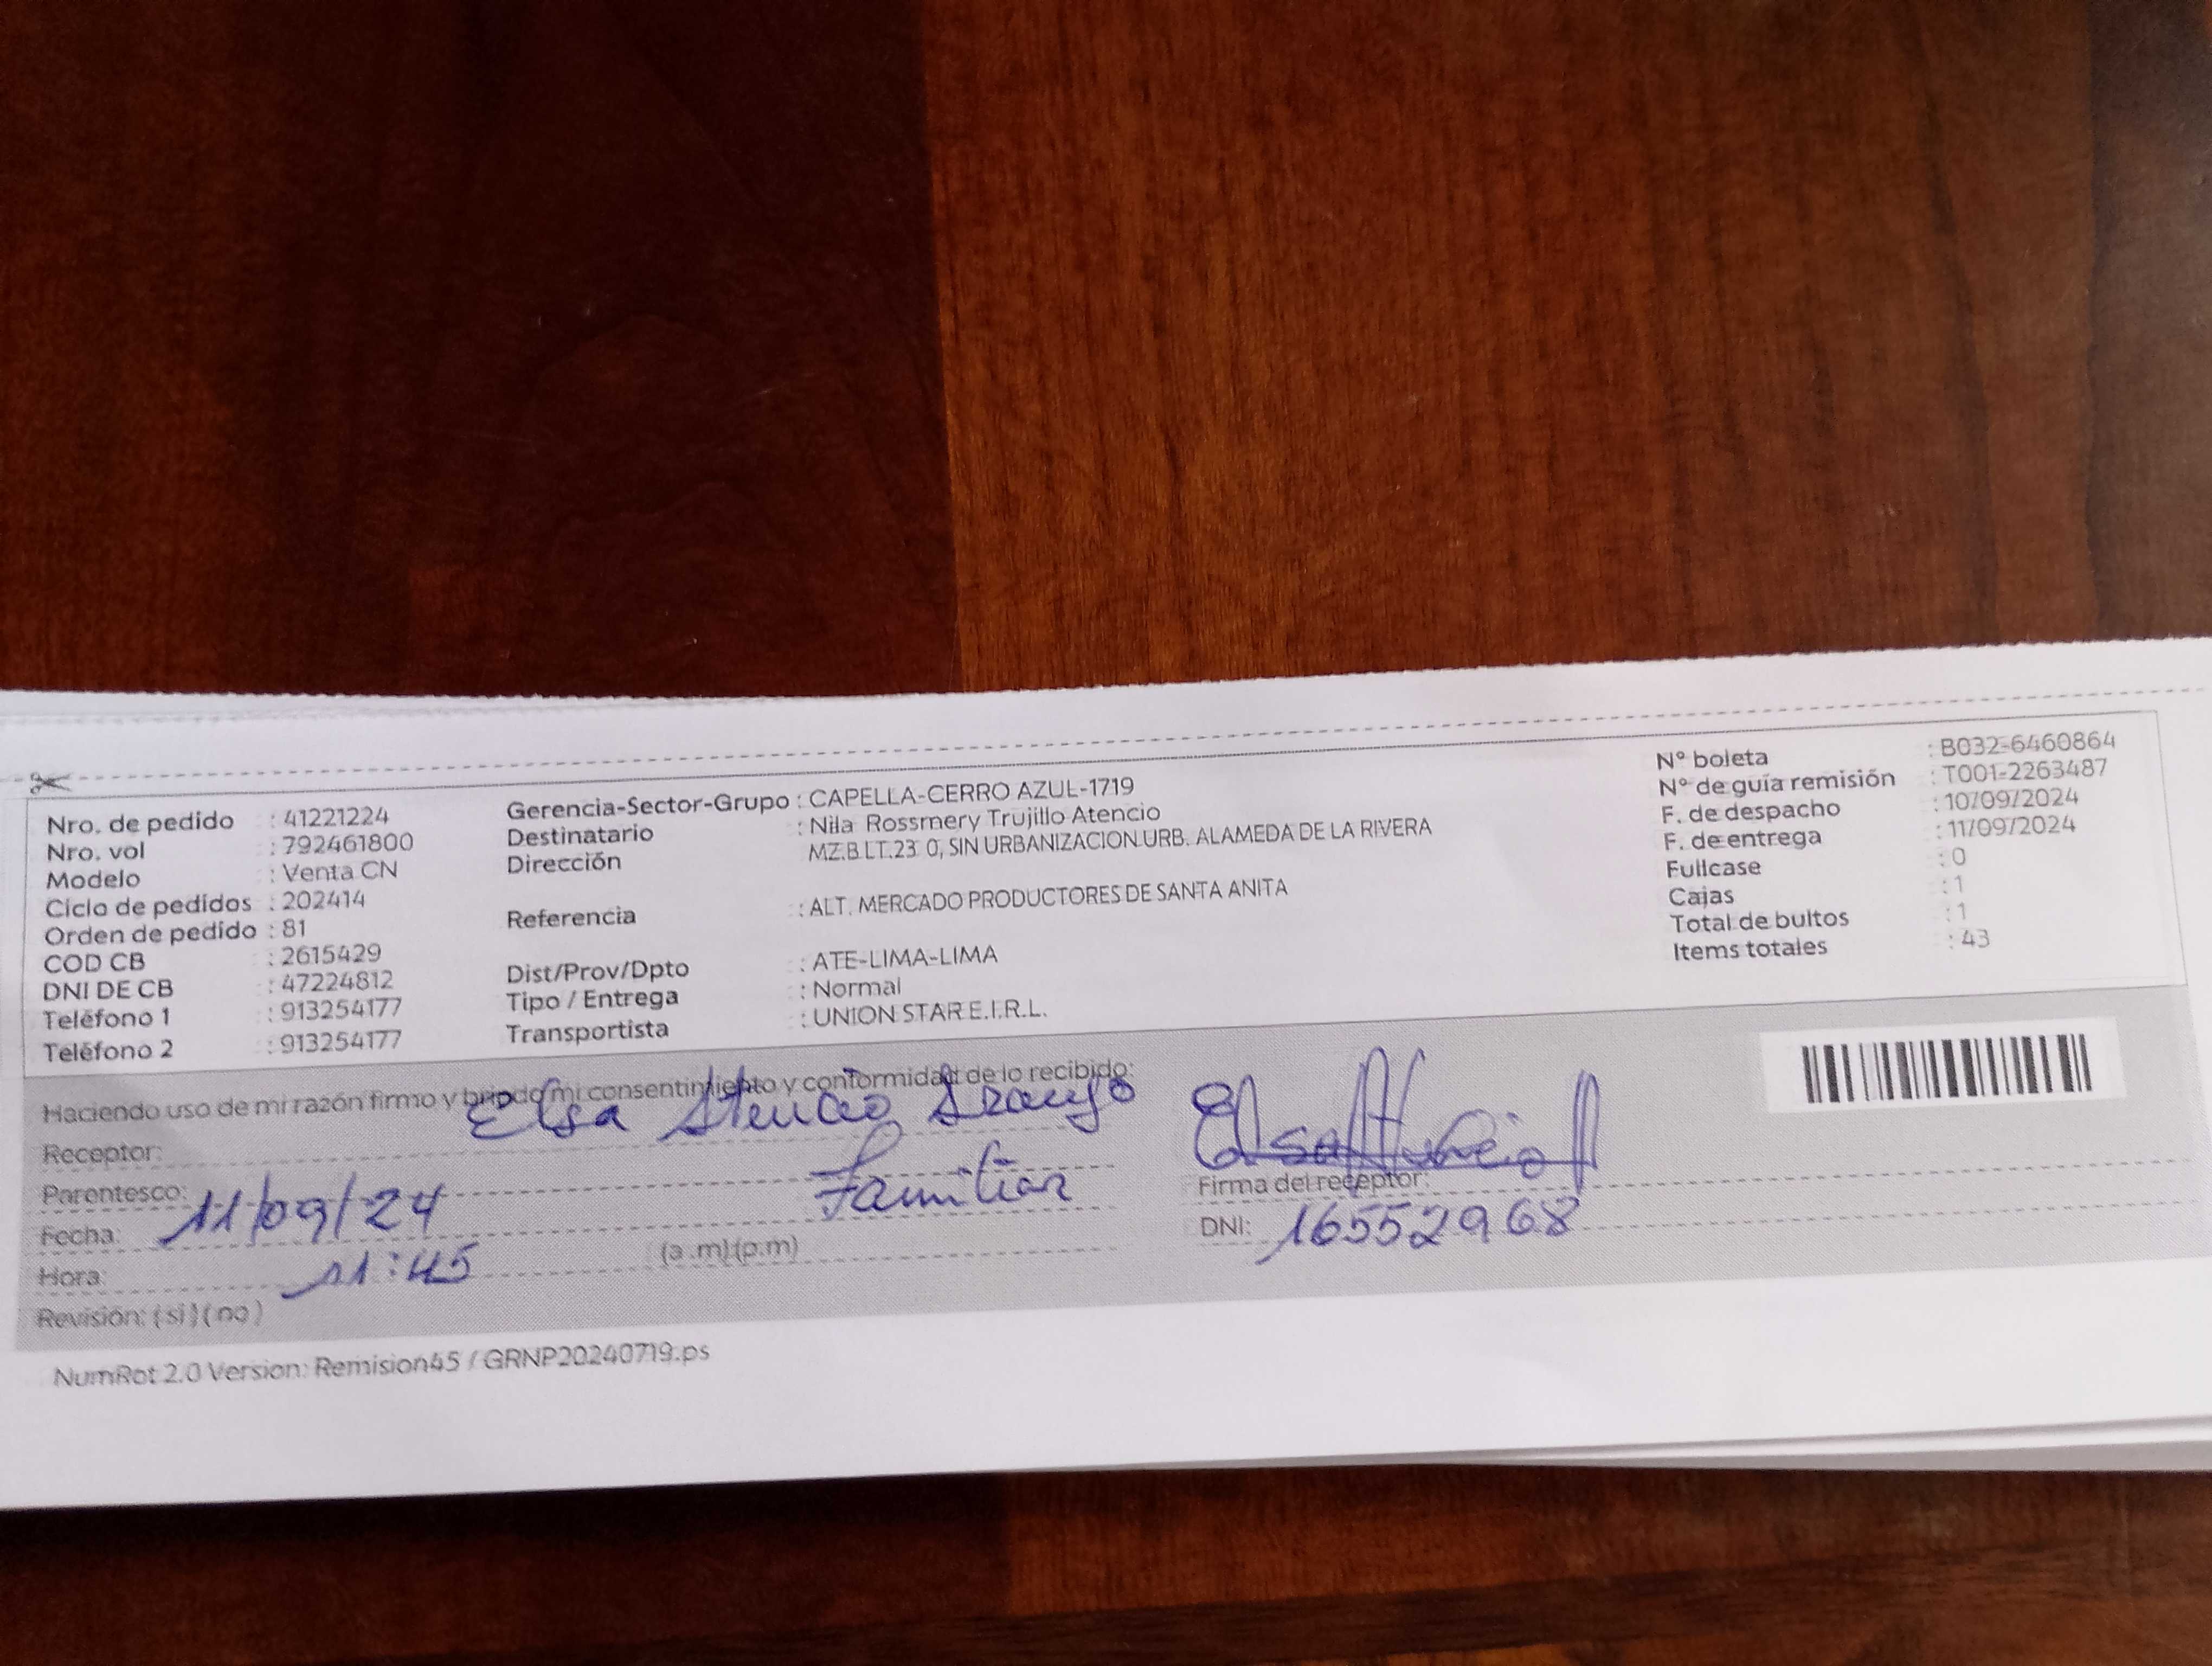 Nro. de pedido : 41221224
Nro. vol : 792461800
Modelo : Venta CN
Ciclo de pedidos : 202414
Orden de pedido : 81
COD CB : 2615429
DNI DE CB : 47224812
Teléfono 1 : 913254177
Teléfono 2 : 913254177
Gerencia-Sector-Grupo : CAPELLA-CERRO AZUL-1719
Destinatario : Nila Rossmery Trujillo Atencio
Dirección MZ.B LT.23 0, SIN URBANIZACION URB. ALAMEDA DE LA RIVERA
Referencia : ALT. MERCADO PRODUCTORES DE SANTA ANITA
Dist/Prov/Dpto : ATE-LIMA-LIMA
Tipo / Entrega : Normal
Transportista : UNION STAR E.I.R.L.
N° boleta : B032-6460864
N° de guía remisión : T001-2263487
F. de despacho : 10/09/2024
F. de entrega : 11/09/2024
Fullcase : 0
Cajas : 1
Total de bultos : 1
Items totales : 43
Haciendo uso de mi razón firmo y brindo mi consentimiento y conformidad de lo recibido:
Receptor: Elsa Atencio Araujo
Parentesco: Familiar
Fecha: 11/09/24
Hora: 11:45 (a.m) (p.m)
Revisión: (si) (no)
Elsa Atencio A
Firma del receptor:
DNI: 16552968
NumRot 2.0 Version: Remision45 / GRNP20240719.ps